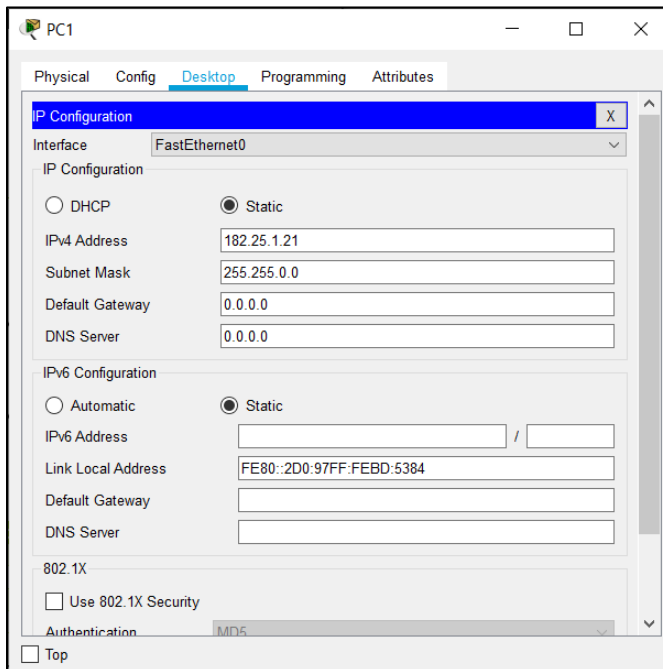 PC1
Physical Config Desktop Programming Attributes
IP Configuration X
Interface FastEthernet0
IP Configuration
DHCP Static
IPv4 Address 182.25.1.21
Subnet Mask 255.255.0.0
Default Gateway 0.0.0.0
DNS Server 0.0.0.0
IPv6 Configuration
Automatic Static
IPv6 Address /
Link Local Address FE80::2D0:97FF:FEBD:5384
Default Gateway
DNS Server
802.1X
Use 802.1X Security
Authentication MD5
Top